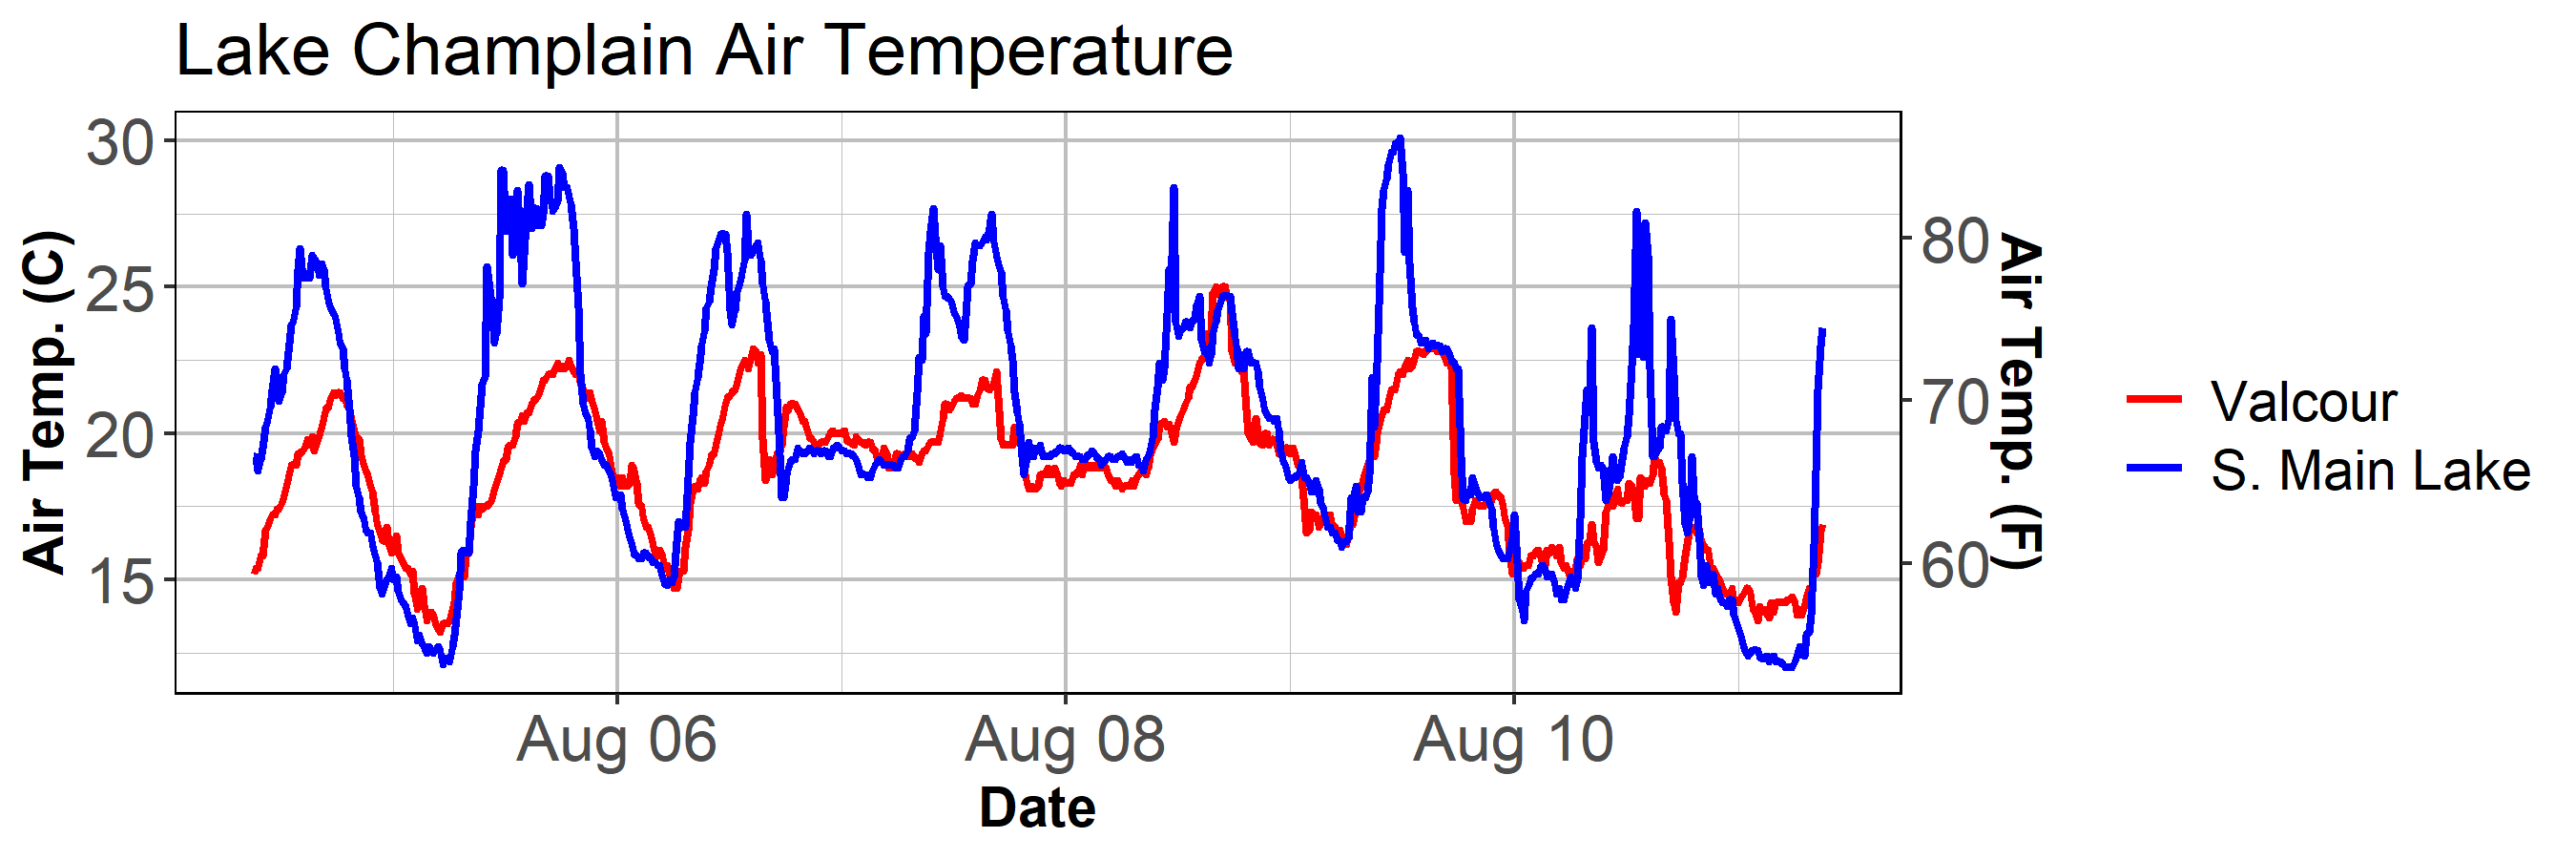 Lake Champlain Air Temperature
30
25
20
15
Air Temp. (C)
80
70
60
Air Temp. (F)
Valcour
S. Main Lake
Aug 06 Aug 08 Aug 10
Date